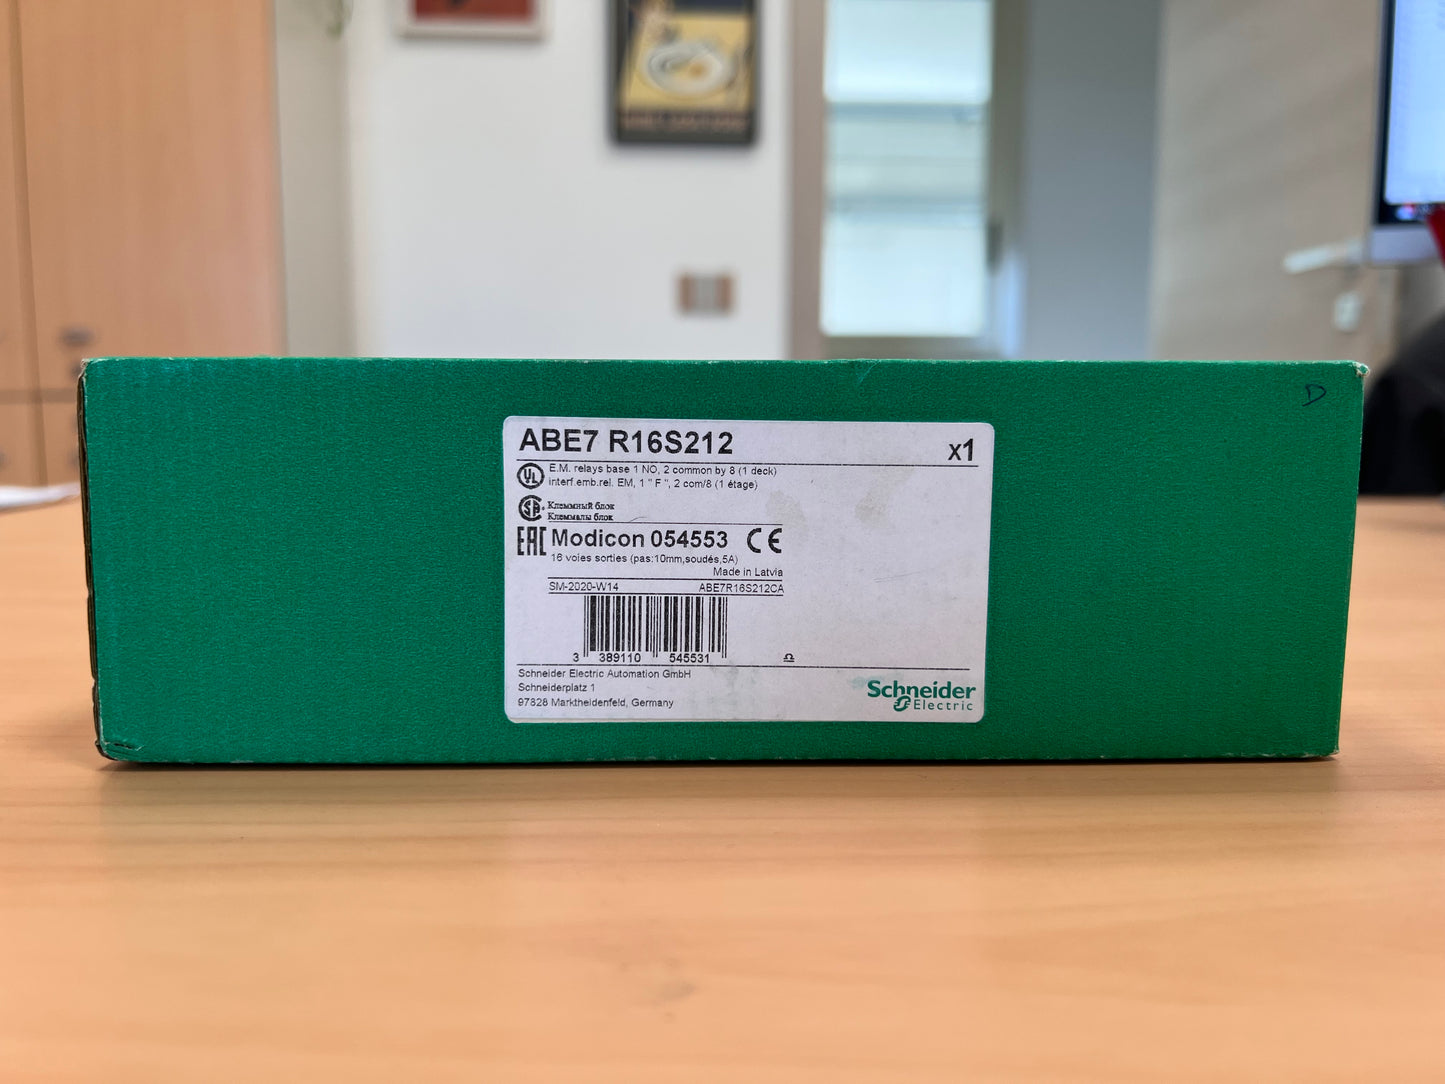 D
ABE7 R16S212
x1
UL
E.M. relays base 1 NO, 2 common by 8 (1 deck)
interf.emb.rel. EM, 1 " F ", 2 com/8 (1 étage)
Клеммный блок
Клеммалы блок
EAC
Modicon 054553 CE
16 voies sorties (pas:10mm,soudés,5A)
Made in Latvia
SM-2020-W14 ABE7R16S212CA
3 389110 545531
Schneider Electric Automation GmbH
Schneiderplatz 1
97828 Marktheidenfeld, Germany
Schneider
Electric